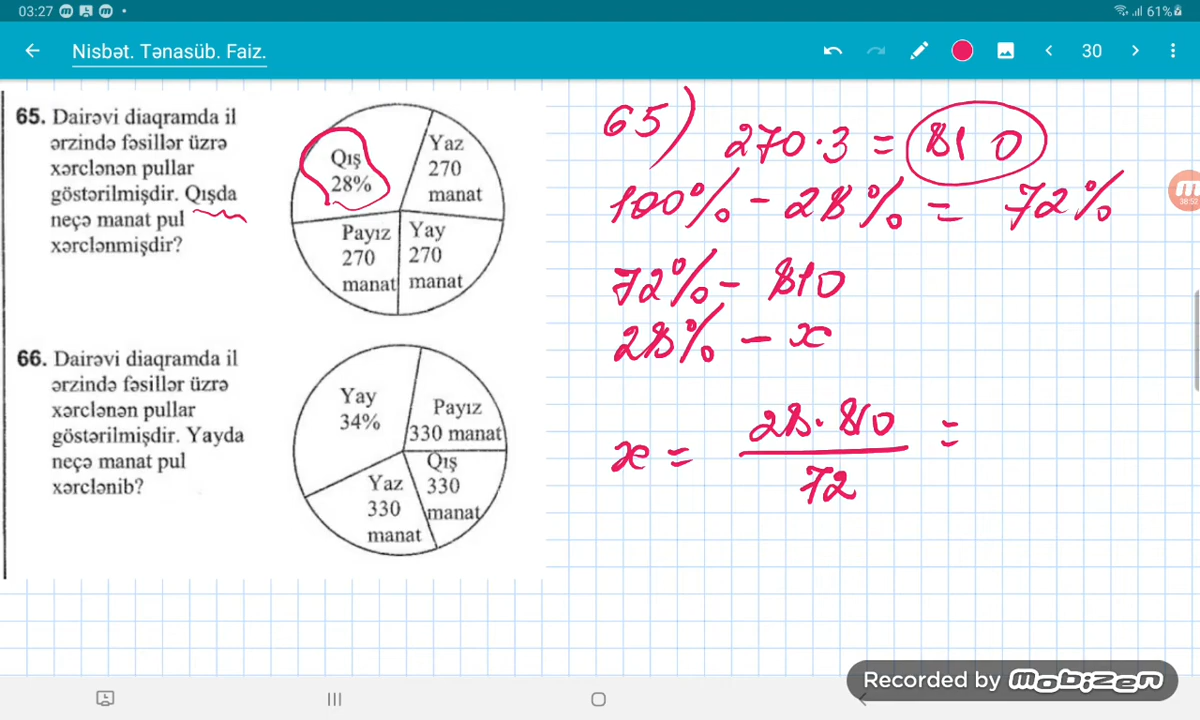 03:27
61%
Nisbət. Tənasüb. Faiz.
30
65. Dairəvi diaqramda il
ərzində fəsillər üzrə
xərclənən pullar
göstərilmişdir. Qışda
neçə manat pul
xərclənmişdir?
Qış
28%
Yaz
270
manat
Payız
270
manat
Yay
270
manat
66. Dairəvi diaqramda il
ərzində fəsillər üzrə
xərclənən pullar
göstərilmişdir. Yayda
neçə manat pul
xərclənib?
Yay
34%
Payız
330 manat
Qış
330
manat
Yaz
330
manat
65) 270·3 = 810
100% - 28% = 72%
72% - 810
28% - x
x = 28·810 =
72
38:52
Recorded by mobizen